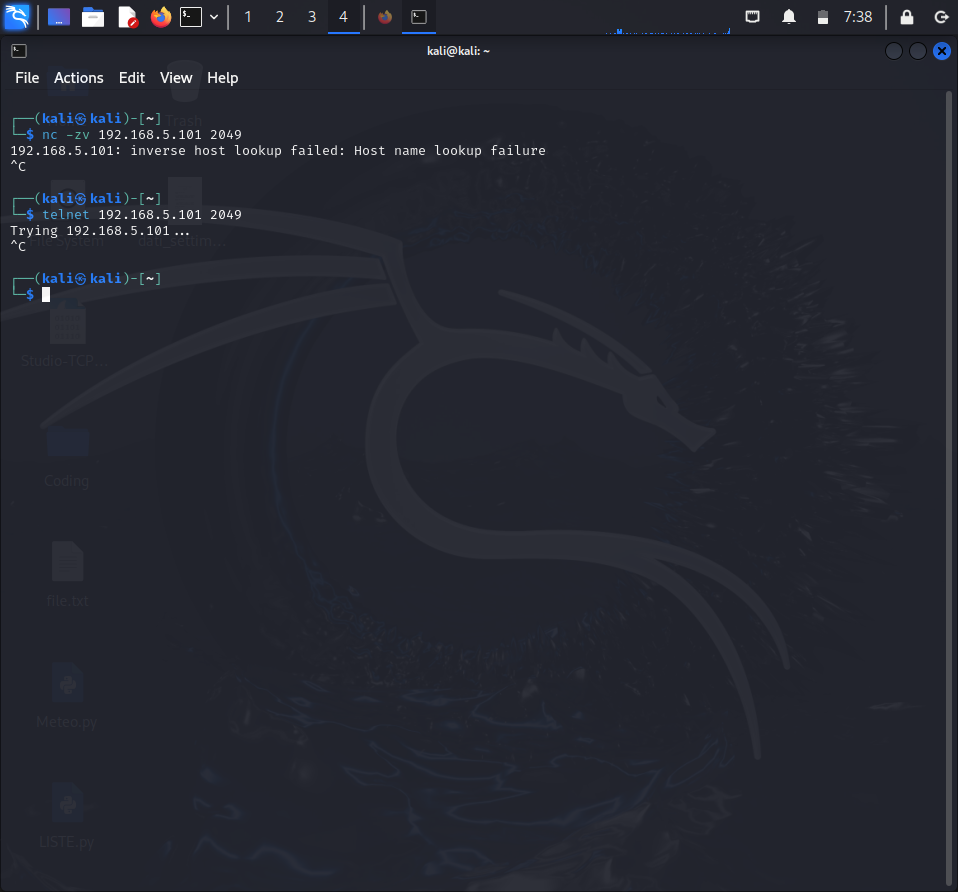 1 2 3 4 7:38
kali@kali: ~
File Actions Edit View Help
┌──(kali㉿kali)-[~]
└─$ nc -zv 192.168.5.101 2049
192.168.5.101: inverse host lookup failed: Host name lookup failure
^C
┌──(kali㉿kali)-[~]
└─$ telnet 192.168.5.101 2049
Trying 192.168.5.101...
^C
┌──(kali㉿kali)-[~]
└─$
Trash
File System
Studio-TCP...
Coding
file.txt
Meteo.py
LISTE.py